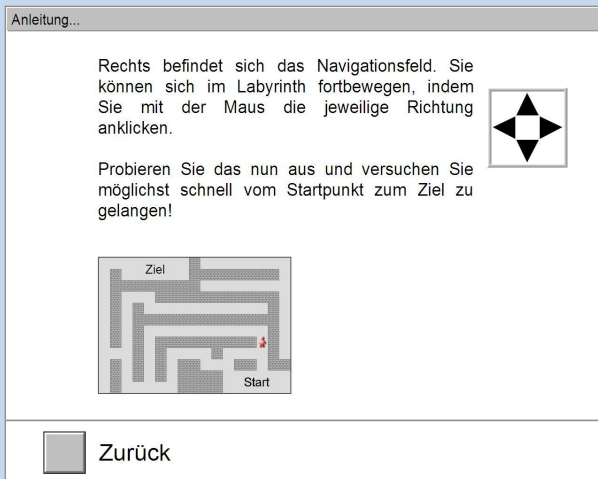 Anleitung...
Rechts befindet sich das Navigationsfeld. Sie
können sich im Labyrinth fortbewegen, indem
Sie mit der Maus die jeweilige Richtung
anklicken.
Probieren Sie das nun aus und versuchen Sie
möglichst schnell vom Startpunkt zum Ziel zu
gelangen!
Ziel
Start
Zurück